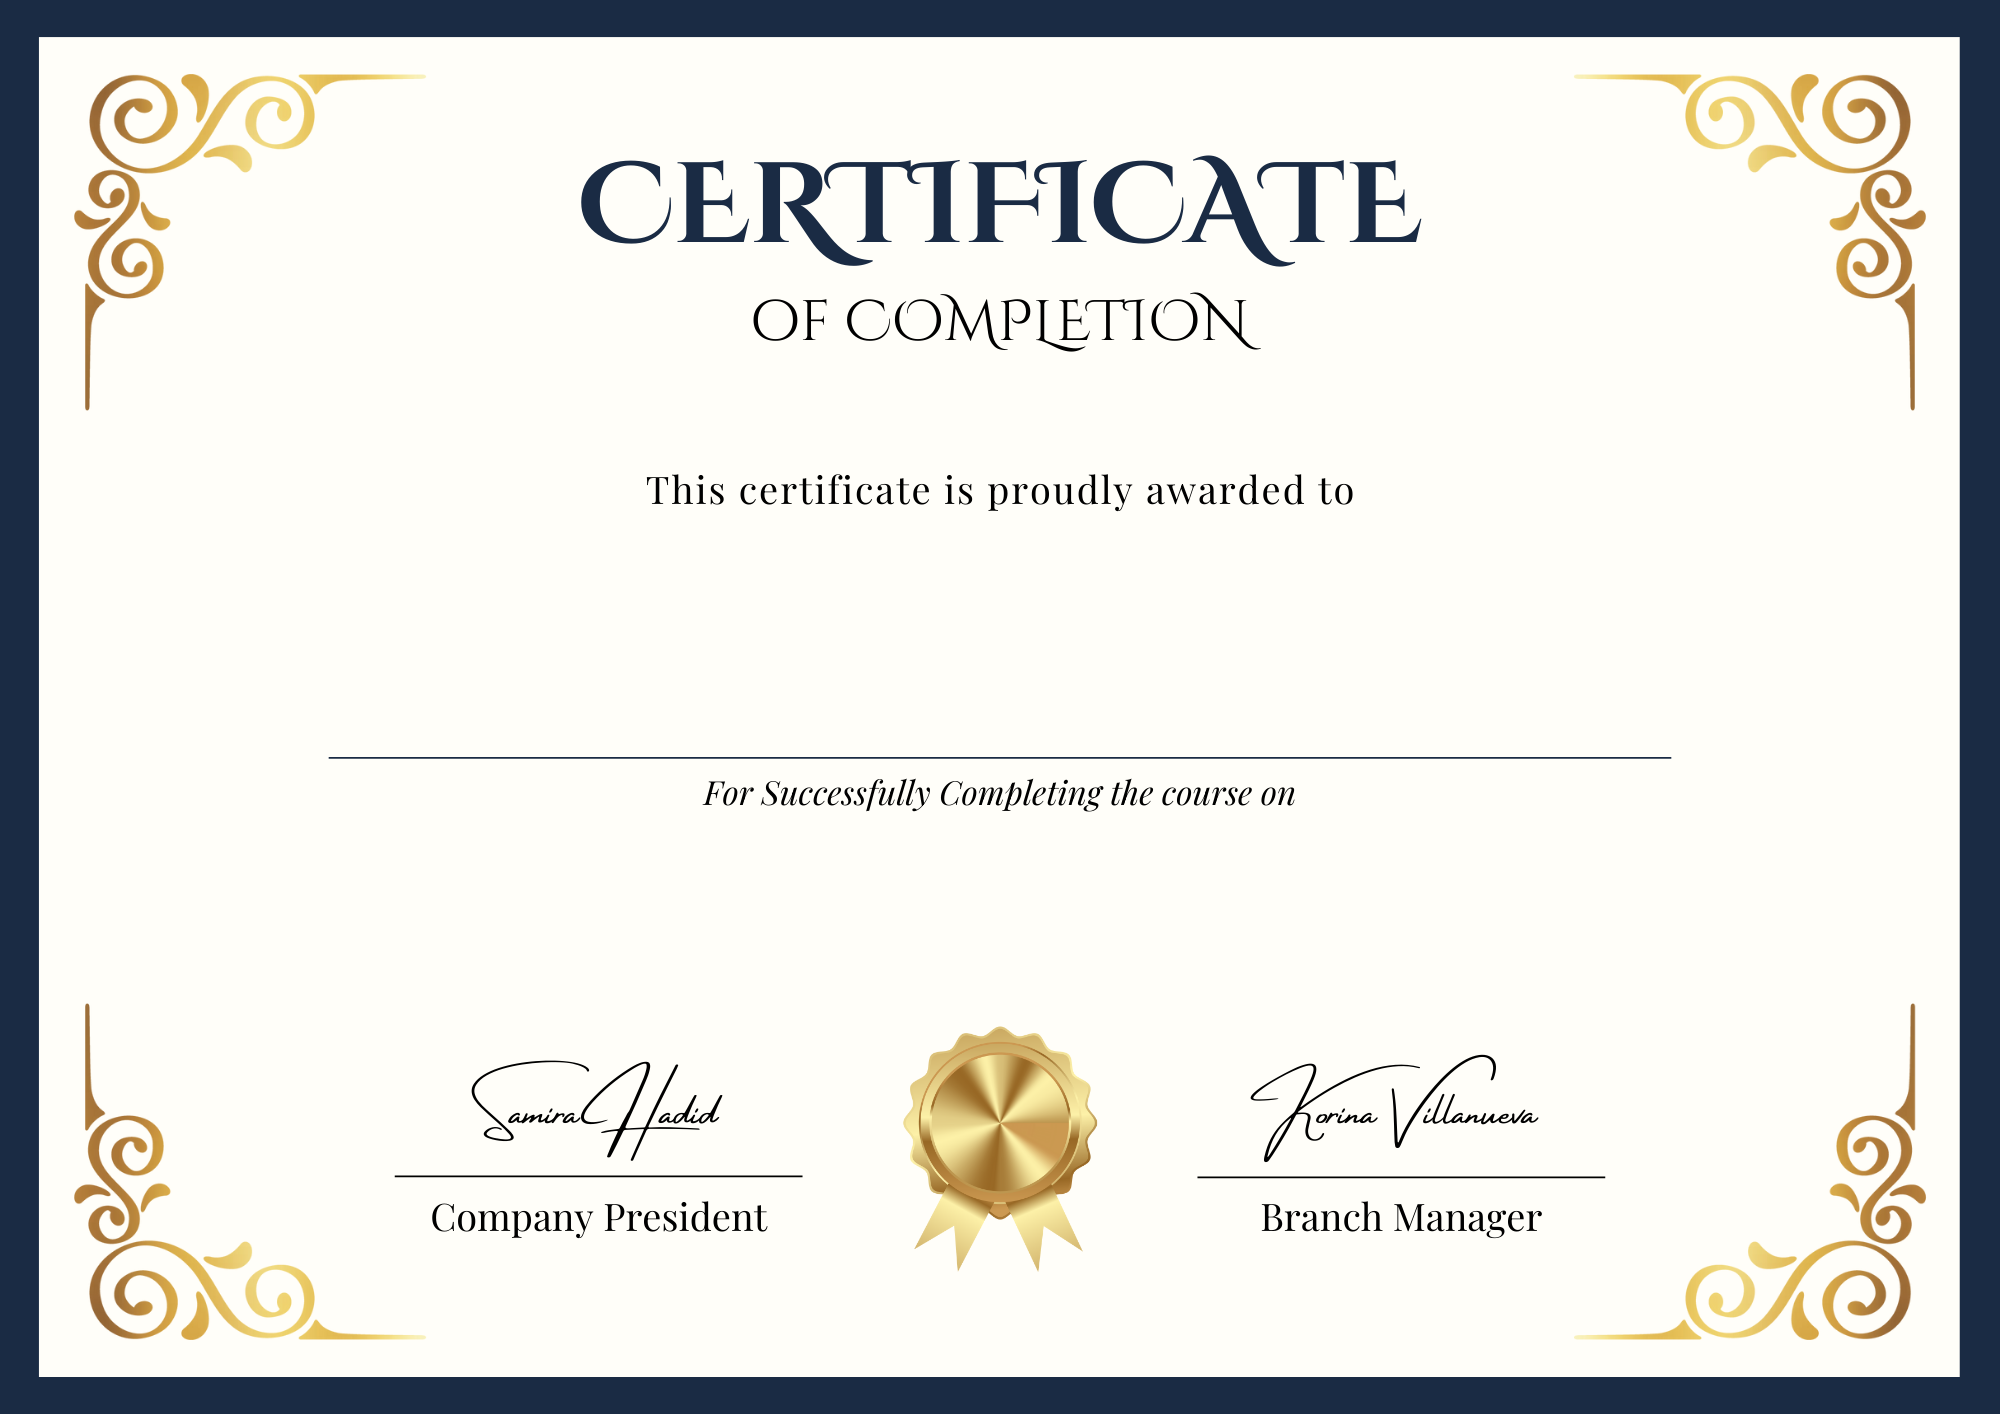 CERTIFICATE
OF COMPLETION
This certificate is proudly awarded to
For Successfully Completing the course on
Samira Hadid
Korina Villanueva
Company President
Branch Manager